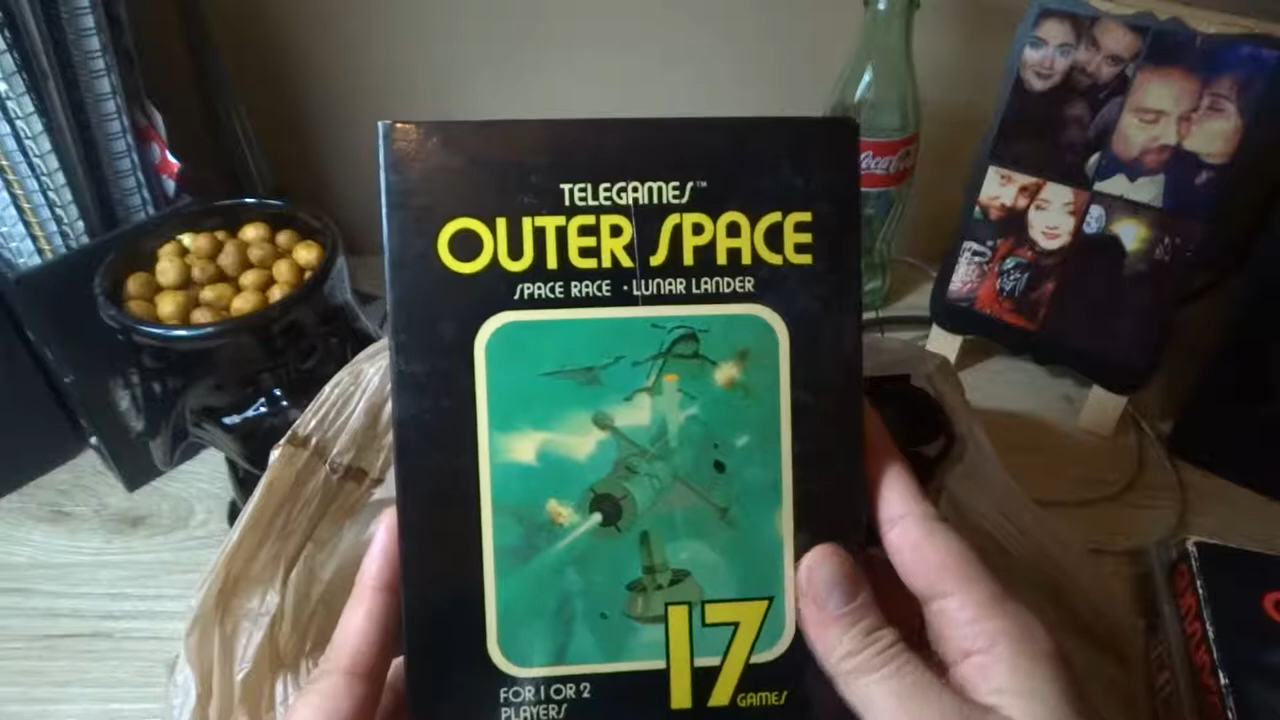 TELEGAMES™
OUTER SPACE
SPACE RACE · LUNAR LANDER
17
GAMES
FOR 1 OR 2
PLAYERS
Coca-Cola